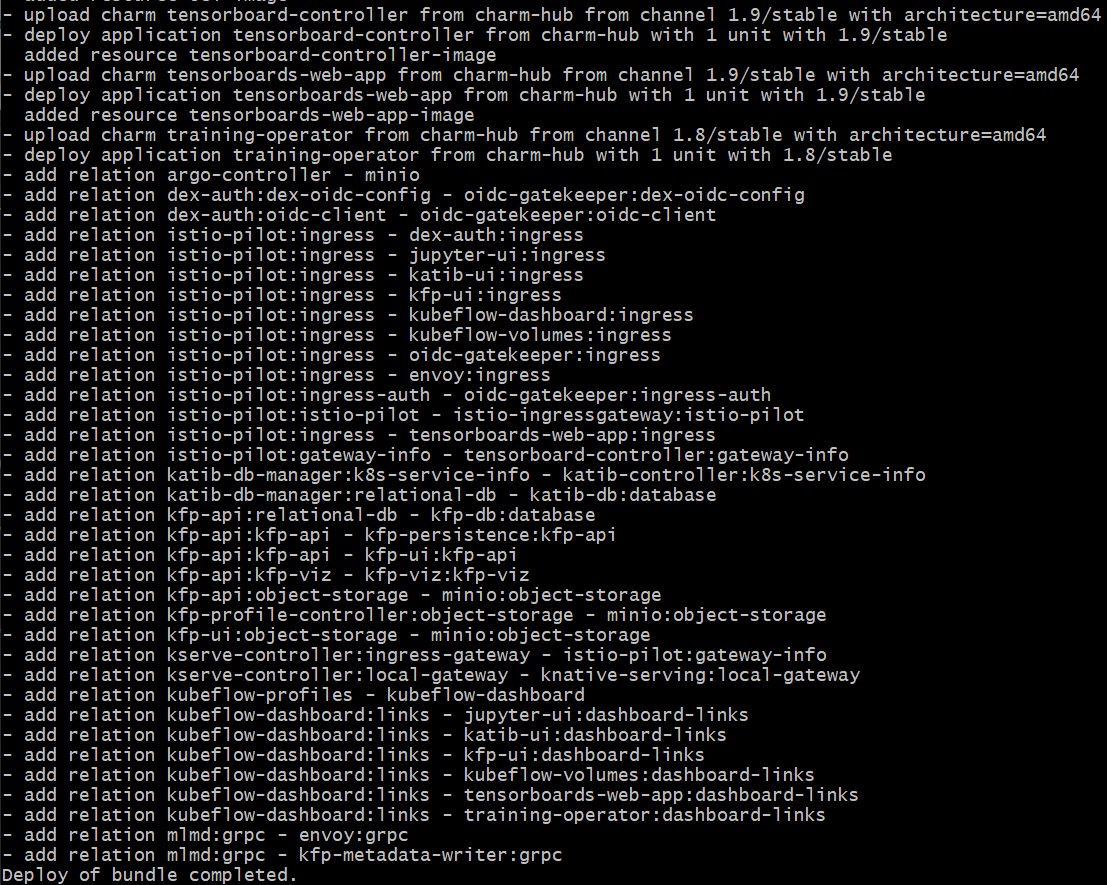 - upload charm tensorboard-controller from charm-hub from channel 1.9/stable with architecture=amd64
- deploy application tensorboard-controller from charm-hub with 1 unit with 1.9/stable
  added resource tensorboard-controller-image
- upload charm tensorboards-web-app from charm-hub from channel 1.9/stable with architecture=amd64
- deploy application tensorboards-web-app from charm-hub with 1 unit with 1.9/stable
  added resource tensorboards-web-app-image
- upload charm training-operator from charm-hub from channel 1.8/stable with architecture=amd64
- deploy application training-operator from charm-hub with 1 unit with 1.8/stable
- add relation argo-controller - minio
- add relation dex-auth:dex-oidc-config - oidc-gatekeeper:dex-oidc-config
- add relation dex-auth:oidc-client - oidc-gatekeeper:oidc-client
- add relation istio-pilot:ingress - dex-auth:ingress
- add relation istio-pilot:ingress - jupyter-ui:ingress
- add relation istio-pilot:ingress - katib-ui:ingress
- add relation istio-pilot:ingress - kfp-ui:ingress
- add relation istio-pilot:ingress - kubeflow-dashboard:ingress
- add relation istio-pilot:ingress - kubeflow-volumes:ingress
- add relation istio-pilot:ingress - oidc-gatekeeper:ingress
- add relation istio-pilot:ingress - envoy:ingress
- add relation istio-pilot:ingress-auth - oidc-gatekeeper:ingress-auth
- add relation istio-pilot:istio-pilot - istio-ingressgateway:istio-pilot
- add relation istio-pilot:ingress - tensorboards-web-app:ingress
- add relation istio-pilot:gateway-info - tensorboard-controller:gateway-info
- add relation katib-db-manager:k8s-service-info - katib-controller:k8s-service-info
- add relation katib-db-manager:relational-db - katib-db:database
- add relation kfp-api:relational-db - kfp-db:database
- add relation kfp-api:kfp-api - kfp-persistence:kfp-api
- add relation kfp-api:kfp-api - kfp-ui:kfp-api
- add relation kfp-api:kfp-viz - kfp-viz:kfp-viz
- add relation kfp-api:object-storage - minio:object-storage
- add relation kfp-profile-controller:object-storage - minio:object-storage
- add relation kfp-ui:object-storage - minio:object-storage
- add relation kserve-controller:ingress-gateway - istio-pilot:gateway-info
- add relation kserve-controller:local-gateway - knative-serving:local-gateway
- add relation kubeflow-profiles - kubeflow-dashboard
- add relation kubeflow-dashboard:links - jupyter-ui:dashboard-links
- add relation kubeflow-dashboard:links - katib-ui:dashboard-links
- add relation kubeflow-dashboard:links - kfp-ui:dashboard-links
- add relation kubeflow-dashboard:links - kubeflow-volumes:dashboard-links
- add relation kubeflow-dashboard:links - tensorboards-web-app:dashboard-links
- add relation kubeflow-dashboard:links - training-operator:dashboard-links
- add relation mlmd:grpc - envoy:grpc
- add relation mlmd:grpc - kfp-metadata-writer:grpc
Deploy of bundle completed.